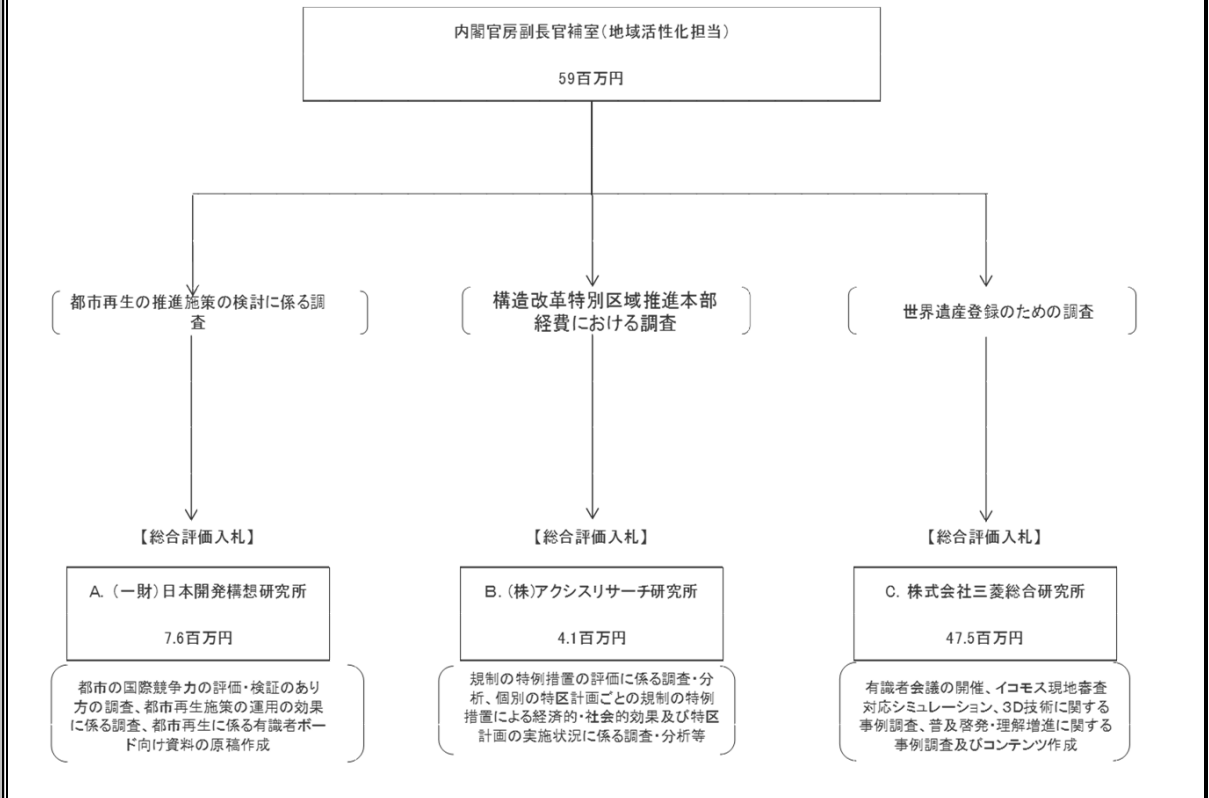 内閣官房副長官補室（地域活性化担当）
59百万円
都市再生の推進施策の検討に係る調
査
構造改革特別区域推進本部
経費における調査
世界遺産登録のための調査
【総合評価入札】
【総合評価入札】
【総合評価入札】
A. （一財）日本開発構想研究所
7.6百万円
B. （株）アクシスリサーチ研究所
4.1百万円
C. 株式会社三菱総合研究所
47.5百万円
都市の国際競争力の評価・検証のあり
方の調査、都市再生施策の運用の効果
に係る調査、都市再生に係る有識者ボー
ド向け資料の原稿作成
規制の特例措置の評価に係る調査・分
析、個別の特区計画ごとの規制の特例
措置による経済的・社会的効果及び特区
計画の実施状況に係る調査・分析等
有識者会議の開催、イコモス現地審査
対応シミュレーション、3D技術に関する
事例調査、普及啓発・理解増進に関する
事例調査及びコンテンツ作成